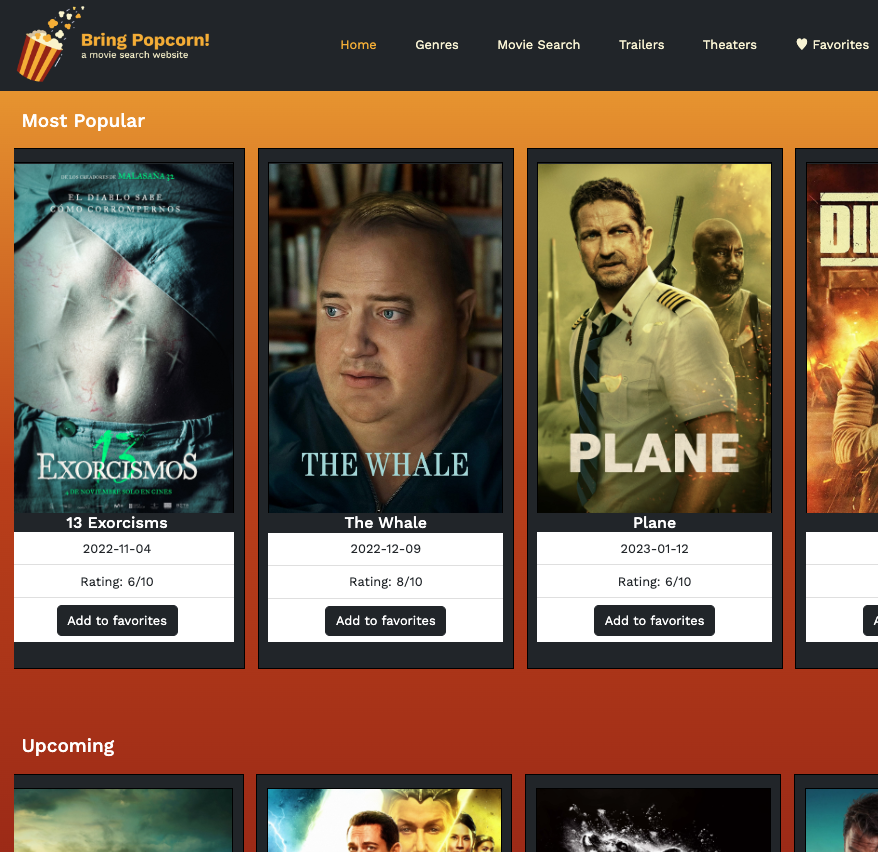 Bring Popcorn!
a movie search website
Home
Genres
Movie Search
Trailers
Theaters
Favorites
Most Popular
DE LOS CREADORES DE MALASAÑA 32
EL DIABLO SABE
CÓMO CORROMPERNOS
13
EXORCISMOS
4 DE NOVIEMBRE SOLO EN CINES
13 Exorcisms
2022-11-04
Rating: 6/10
Add to favorites
THE WHALE
The Whale
2022-12-09
Rating: 8/10
Add to favorites
PLANE
Plane
2023-01-12
Rating: 6/10
Add to favorites
Upcoming